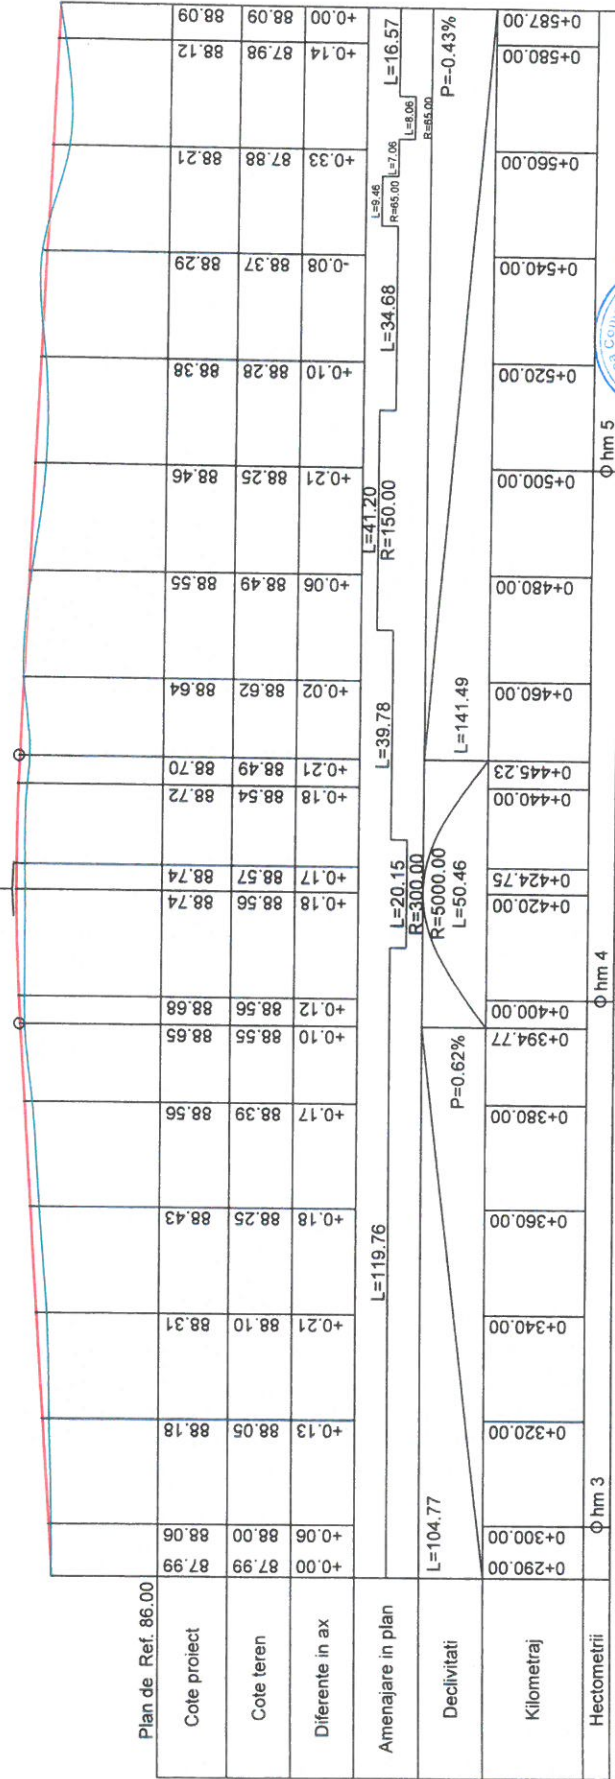 Plan de Ref. 86.00
Cote proiect
87.99 88.06 88.18 88.31 88.43 88.56 88.65 88.68 88.74 88.74 88.72 88.70 88.64 88.55 88.46 88.38 88.29 88.21 88.12 88.09
Cote teren
87.99 88.00 88.05 88.10 88.25 88.39 88.55 88.56 88.56 88.57 88.54 88.49 88.62 88.49 88.25 88.28 88.37 87.88 87.98 88.09
Diferente in ax
+0.00 +0.06 +0.13 +0.21 +0.18 +0.17 +0.10 +0.12 +0.18 +0.17 +0.18 +0.21 +0.02 +0.06 +0.21 +0.10 -0.08 +0.33 +0.14 +0.00
Amenajare in plan
L=119.76
L=20.15
R=300.00
L=39.78
L=41.20
R=150.00
L=34.68
L=9.46
R=65.00
L=7.06
L=8.06
R=65.00
L=16.57
Declivitati
L=104.77
P=0.62%
R=5000.00
L=50.46
L=141.49
P=-0.43%
Kilometraj
0+290.00 0+300.00 0+320.00 0+340.00 0+360.00 0+380.00 0+394.77 0+400.00 0+420.00 0+424.75 0+440.00 0+445.23 0+460.00 0+480.00 0+500.00 0+520.00 0+540.00 0+560.00 0+580.00 0+587.00
Hectometrii
hm 3
hm 4
hm 5